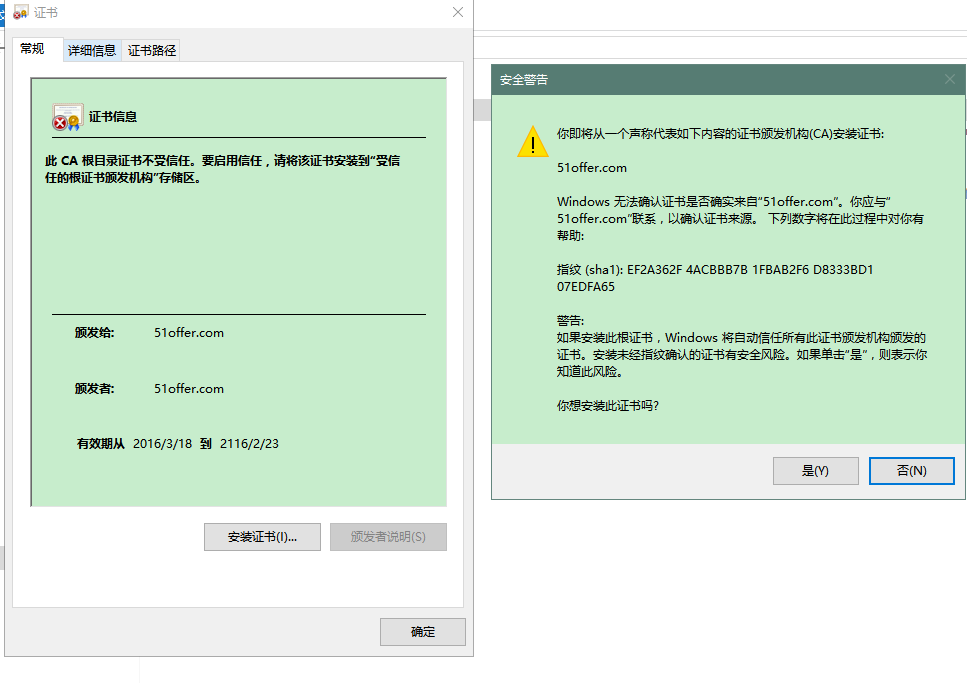 证书
常规
详细信息
证书路径
证书信息
此 CA 根目录证书不受信任。要启用信任，请将该证书安装到“受信
任的根证书颁发机构”存储区。
颁发给: 51offer.com
颁发者: 51offer.com
有效期从 2016/3/18 到 2116/2/23
安装证书(I)...
颁发者说明(S)
确定
安全警告
你即将从一个声称代表如下内容的证书颁发机构(CA)安装证书:
51offer.com
Windows 无法确认证书是否确实来自“51offer.com”。你应与“
51offer.com”联系，以确认证书来源。 下列数字将在此过程中对你有
帮助:
指纹 (sha1): EF2A362F 4ACBBB7B 1FBAB2F6 D8333BD1
07EDFA65
警告:
如果安装此根证书，Windows 将自动信任所有此证书颁发机构颁发的
证书。安装未经指纹确认的证书有安全风险。如果单击“是”，则表示你
知道此风险。
你想安装此证书吗?
是(Y)
否(N)